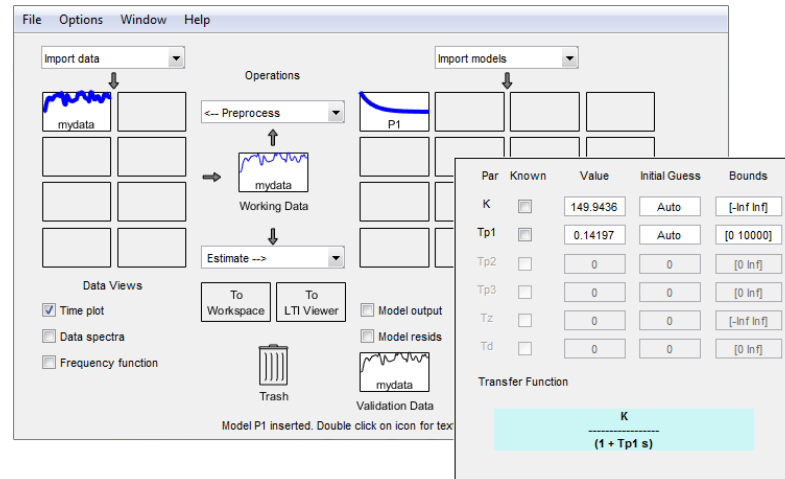 File Options Window Help
Import data
Import models
Operations
mydata
<-- Preprocess
P1
mydata
Working Data
Estimate -->
Data Views
Time plot
Data spectra
Frequency function
To Workspace
To LTI Viewer
Model output
Model resids
Trash
mydata
Validation Data
Model P1 inserted. Double click on icon for tex
Par Known Value Initial Guess Bounds
K 149.9436 Auto [-Inf Inf]
Tp1 0.14197 Auto [0 10000]
Tp2 0 0 [0 Inf]
Tp3 0 0 [0 Inf]
Tz 0 0 [-Inf Inf]
Td 0 0 [0 Inf]
Transfer Function
K
-----------------
(1 + Tp1 s)